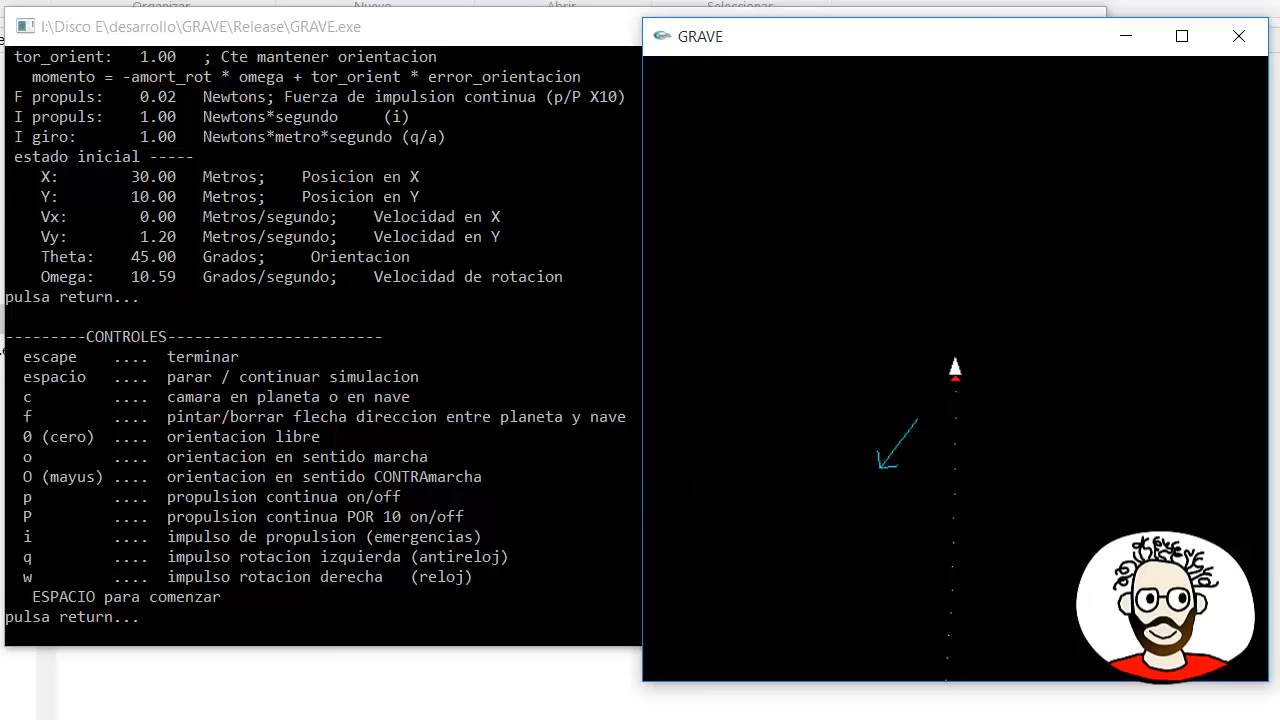 Organizar Nuevo Abrir Seleccionar
I:\Disco E\desarrollo\GRAVE\Release\GRAVE.exe
tor_orient: 1.00 ; Cte mantener orientacion
momento = -amort_rot * omega + tor_orient * error_orientacion
F propuls: 0.02 Newtons; Fuerza de impulsion continua (p/P X10)
I propuls: 1.00 Newtons*segundo (i)
I giro: 1.00 Newtons*metro*segundo (q/a)
estado inicial -----
X: 30.00 Metros; Posicion en X
Y: 10.00 Metros; Posicion en Y
Vx: 0.00 Metros/segundo; Velocidad en X
Vy: 1.20 Metros/segundo; Velocidad en Y
Theta: 45.00 Grados; Orientacion
Omega: 10.59 Grados/segundo; Velocidad de rotacion
pulsa return...
---------CONTROLES------------------------
escape .... terminar
espacio .... parar / continuar simulacion
c .... camara en planeta o en nave
f .... pintar/borrar flecha direccion entre planeta y nave
0 (cero) .... orientacion libre
o .... orientacion en sentido marcha
O (mayus) .... orientacion en sentido CONTRAmarcha
p .... propulsion continua on/off
P .... propulsion continua POR 10 on/off
i .... impulso de propulsion (emergencias)
q .... impulso rotacion izquierda (antireloj)
w .... impulso rotacion derecha (reloj)
ESPACIO para comenzar
pulsa return...
GRAVE